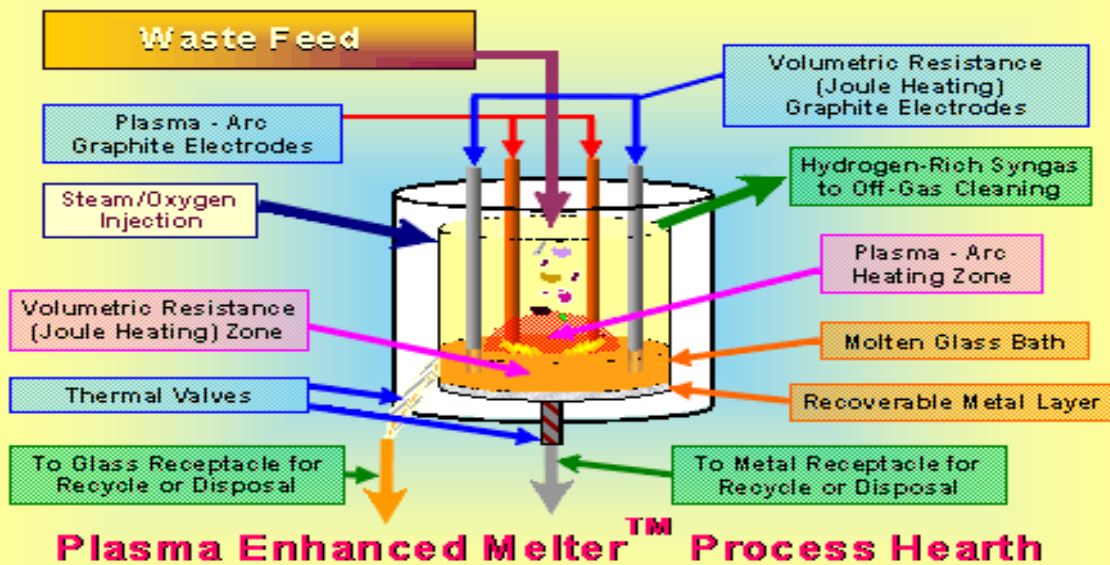 Waste Feed
Volumetric Resistance
(Joule Heating)
Graphite Electrodes
Plasma - Arc
Graphite Electrodes
Hydrogen-Rich Syngas
to Off-Gas Cleaning
Steam/Oxygen
Injection
Plasma - Arc
Heating Zone
Volumetric Resistance
(Joule Heating) Zone
Molten Glass Bath
Thermal Valves
Recoverable Metal Layer
To Glass Receptacle for
Recycle or Disposal
To Metal Receptacle for
Recycle or Disposal
Plasma Enhanced Melter™ Process Hearth